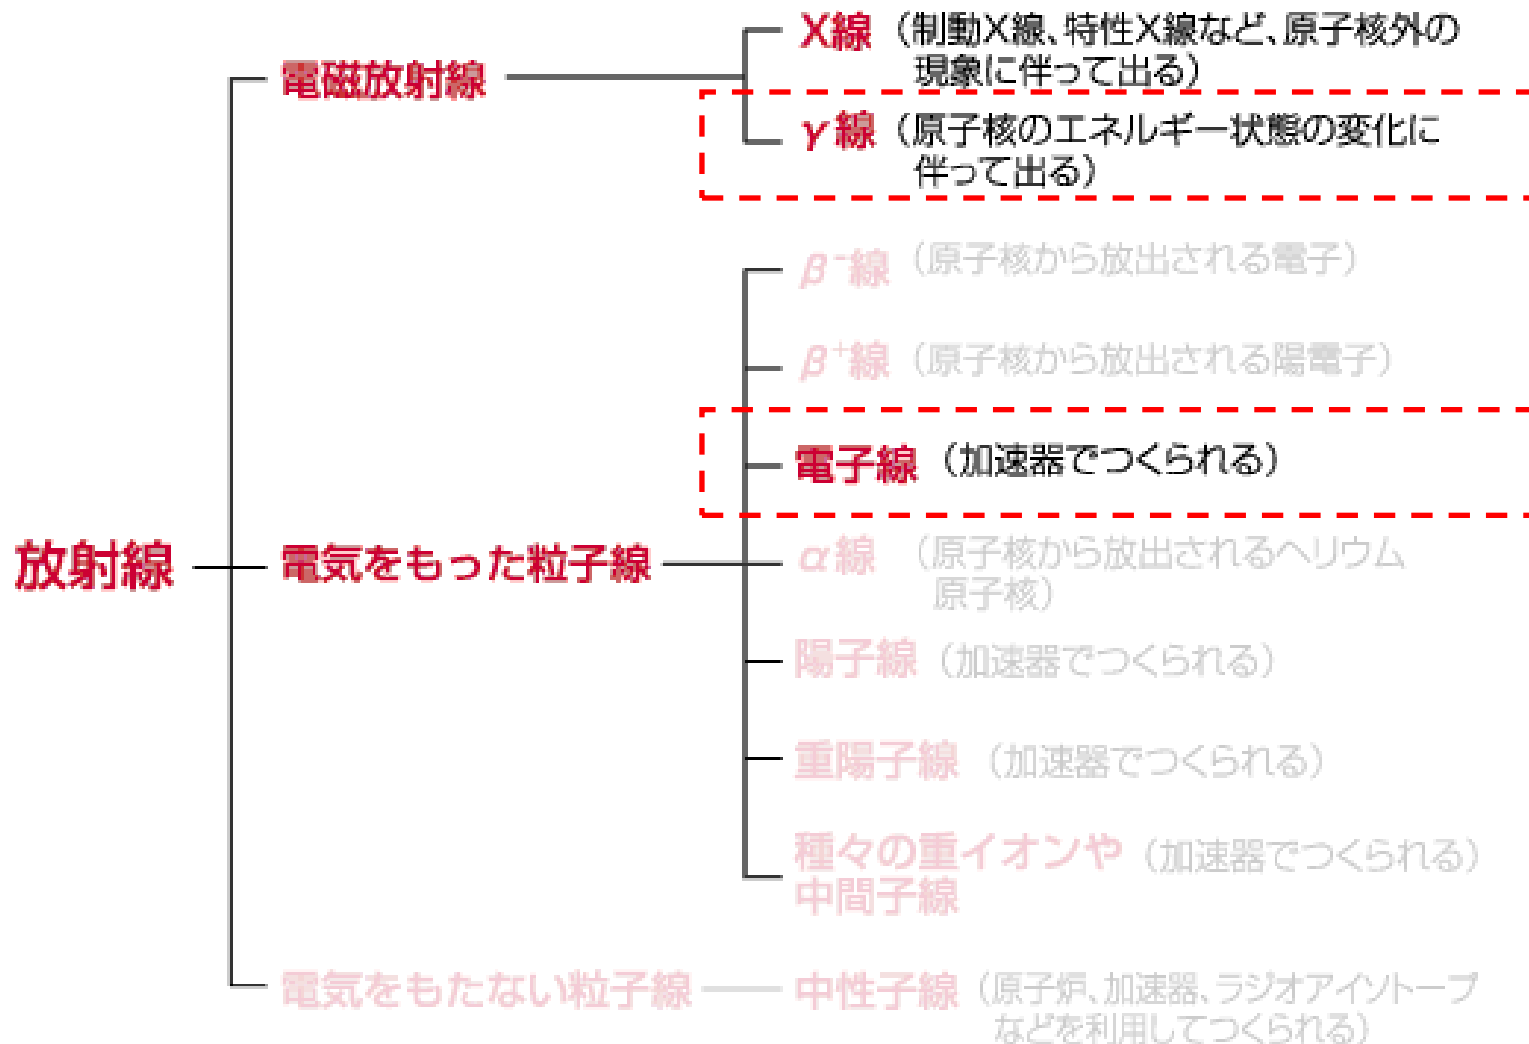 放射線
電磁放射線
X線 (制動X線、特性X線など、原子核外の
現象に伴って出る)
γ線 (原子核のエネルギー状態の変化に
伴って出る)
電気をもった粒子線
β⁻線 (原子核から放出される電子)
β⁺線 (原子核から放出される陽電子)
電子線 (加速器でつくられる)
α線 (原子核から放出されるヘリウム
原子核)
陽子線 (加速器でつくられる)
重陽子線 (加速器でつくられる)
種々の重イオンや (加速器でつくられる)
中間子線
電気をもたない粒子線
中性子線 (原子炉、加速器、ラジオアイソトープ
などを利用してつくられる)